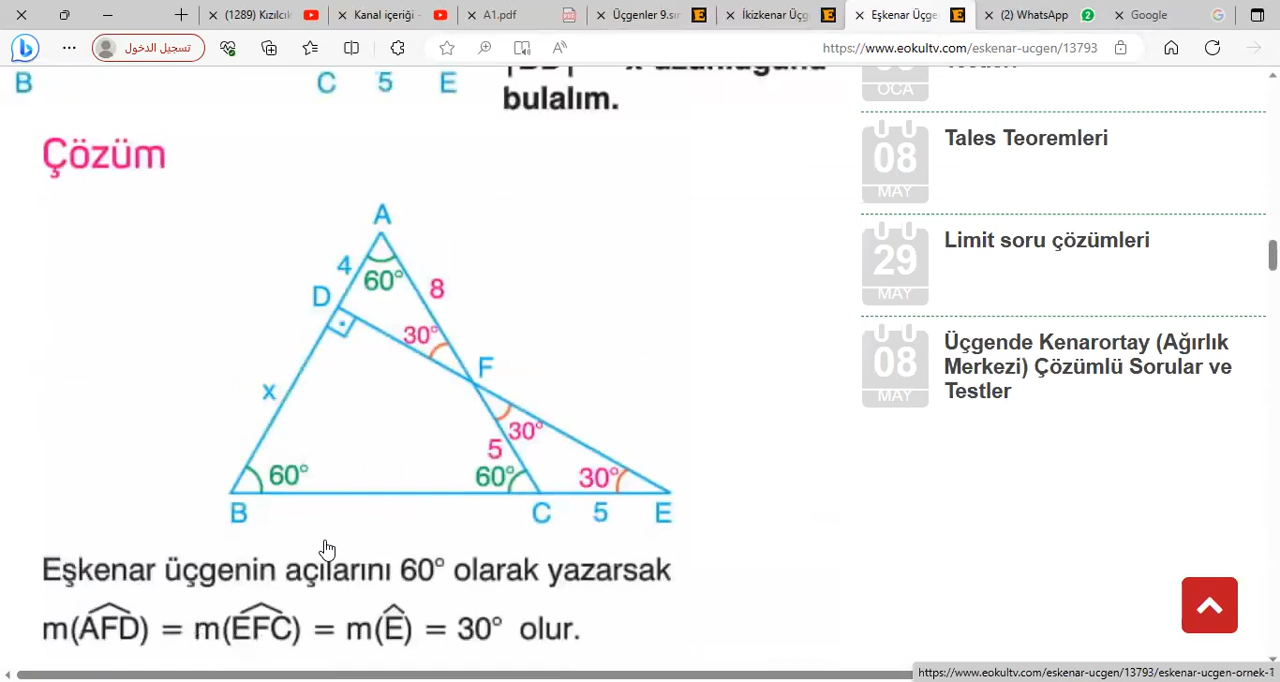 (1289) Kızılcık
Kanal içeriği -
A1.pdf
Üçgenler 9.sın
İkizkenar Üçg
Eşkenar Üçge
(2) WhatsApp
2
Google
تسجيل الدخول
https://www.eokultv.com/eskenar-ucgen/13793
B C 5 E
bulalım.
Çözüm
A
4
60°
8
D
30°
F
x
30°
5
60°
60°
30°
B C 5 E
Eşkenar üçgenin açılarını 60° olarak yazarsak
m(AFD) = m(EFC) = m(E) = 30° olur.
OCA
08
MAY
Tales Teoremleri
29
MAY
Limit soru çözümleri
08
MAY
Üçgende Kenarortay (Ağırlık
Merkezi) Çözümlü Sorular ve
Testler
https://www.eokultv.com/eskenar-ucgen/13793/eskenar-ucgen-ornek-1